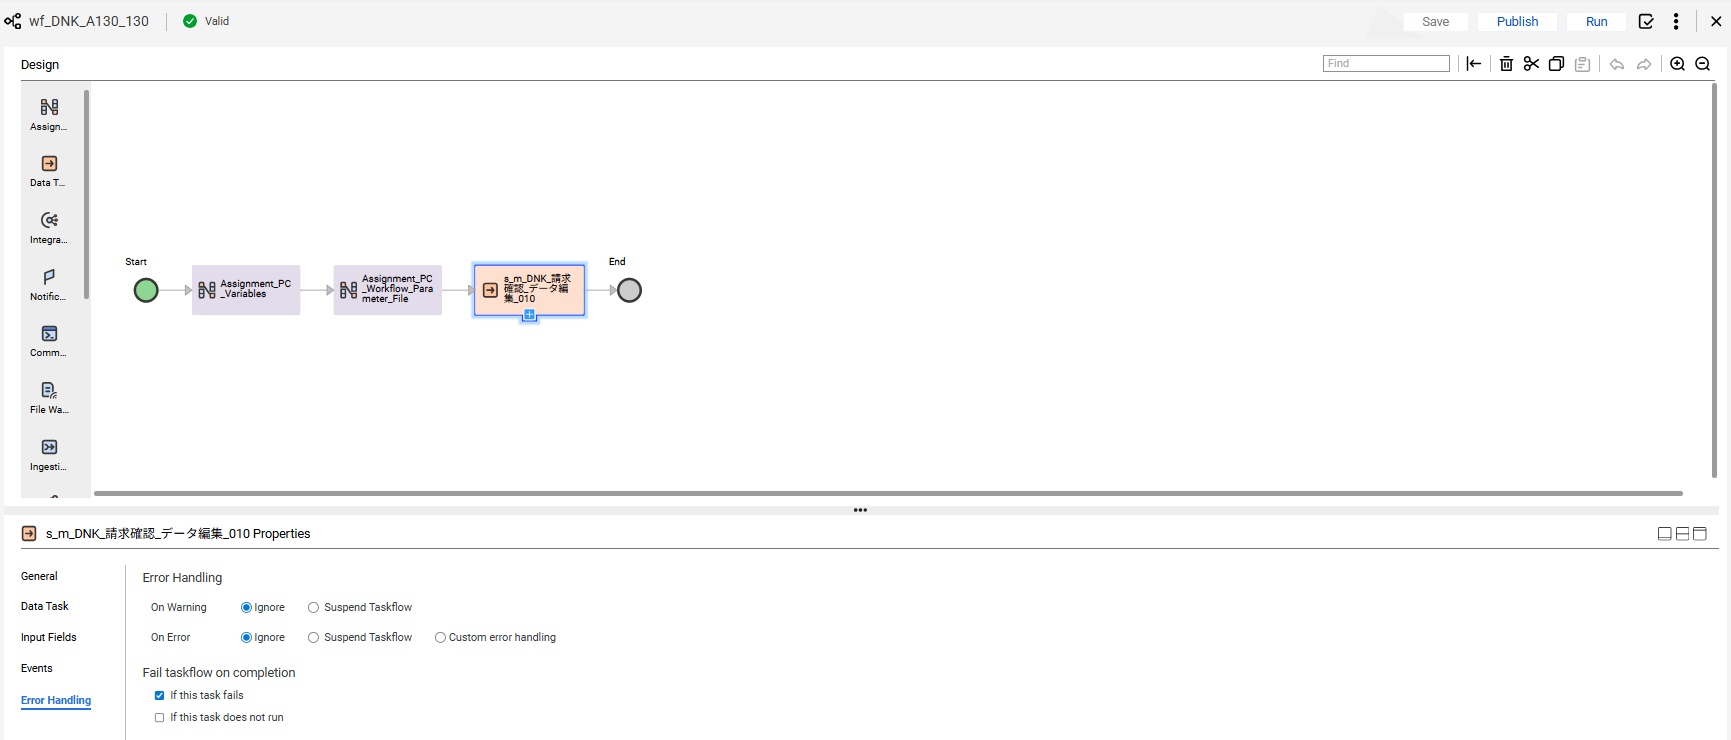 wf_DNK_A130_130
Valid
Save
Publish
Run
Design
Find
Assign...
Data T...
Integra...
Notific...
Comm...
File Wa...
Ingesti...
Start
Assignment_PC
_Variables
Assignment_PC
_Workflow_Para
meter_File
s_m_DNK_請求
確認_データ編
集_010
End
s_m_DNK_請求確認_データ編集_010 Properties
General
Data Task
Input Fields
Events
Error Handling
Error Handling
On Warning
Ignore
Suspend Taskflow
On Error
Ignore
Suspend Taskflow
Custom error handling
Fail taskflow on completion
If this task fails
If this task does not run